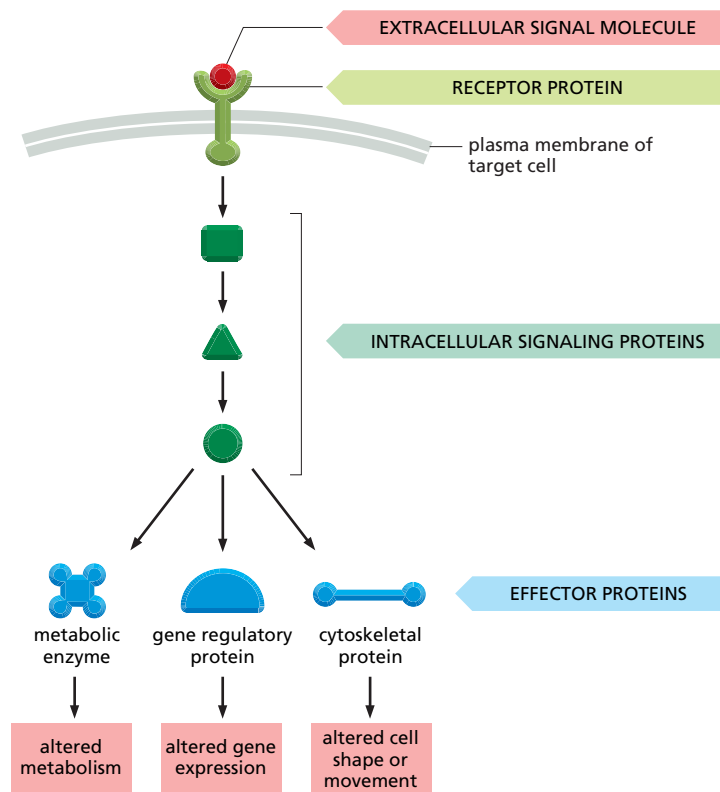 EXTRACELLULAR SIGNAL MOLECULE
RECEPTOR PROTEIN
plasma membrane of
target cell
INTRACELLULAR SIGNALING PROTEINS
EFFECTOR PROTEINS
metabolic
enzyme
gene regulatory
protein
cytoskeletal
protein
altered
metabolism
altered gene
expression
altered cell
shape or
movement